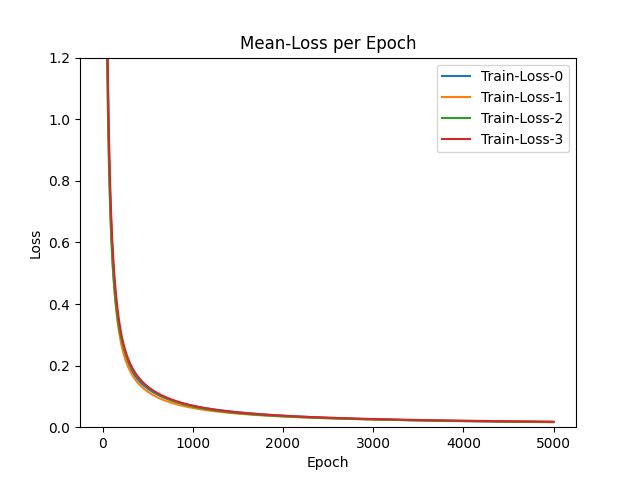 Mean-Loss per Epoch
1.2
1.0
0.8
0.6
0.4
0.2
0.0
Loss
Train-Loss-0
Train-Loss-1
Train-Loss-2
Train-Loss-3
0 1000 2000 3000 4000 5000
Epoch